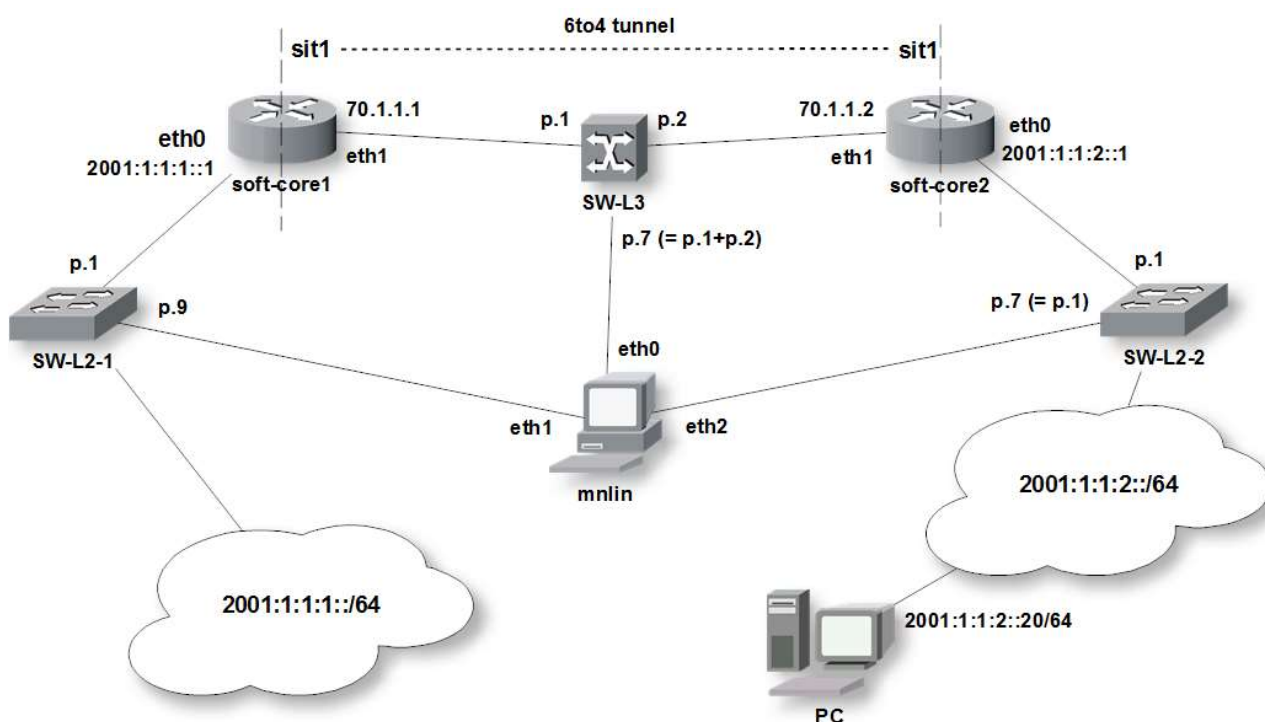 6to4 tunnel
sit1
sit1
70.1.1.1
p.1
p.2
70.1.1.2
eth0
eth0
2001:1:1:1::1
eth1
eth1
2001:1:1:2::1
soft-core1
SW-L3
soft-core2
p.7 (= p.1+p.2)
p.1
p.1
p.9
p.7 (= p.1)
SW-L2-1
eth0
SW-L2-2
eth1
eth2
mnlin
2001:1:1:2::/64
2001:1:1:1::/64
2001:1:1:2::20/64
PC